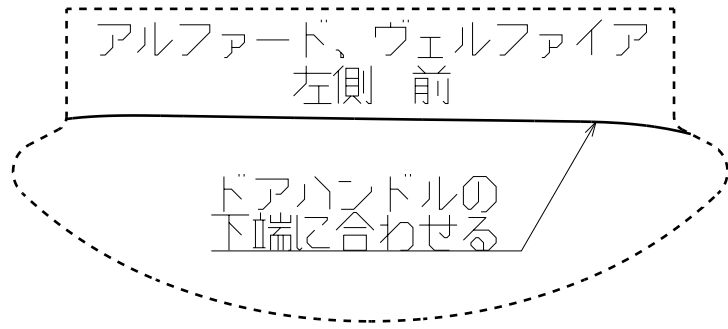 アルファード、ヴェルファイア
左側　前
ドアハンドルの
下端に合わせる